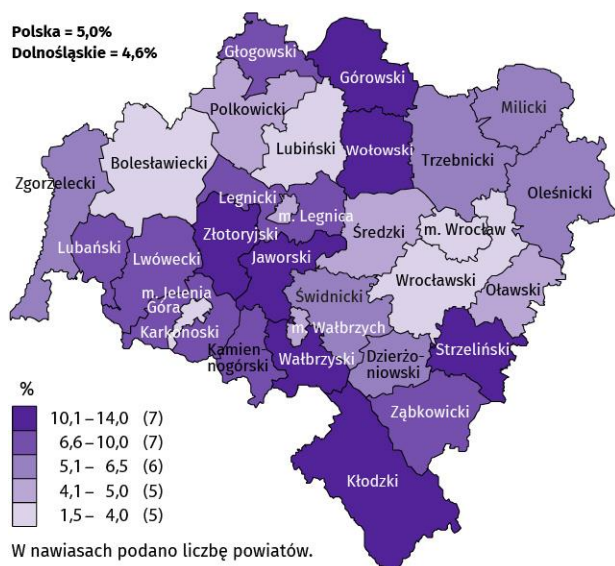 Polska = 5,0%
Dolnośląskie = 4,6%
Głogowski
Górowski
Milicki
Polkowicki
Lubiński
Wołowski
Trzebnicki
Bolesławiecki
Zgorzelecki
Oleśnicki
Legnicki
m. Legnica
Średzki
m. Wrocław
Lubański
Lwówecki
Złotoryjski
Jaworski
Wrocławski
Oławski
m. Jelenia
Góra
Świdnicki
Karkonoski
Kamien-
nogórski
m. Wałbrzych
Wałbrzyski
Dzierżo-
niowski
Strzeliński
Ząbkowicki
Kłodzki
%
10,1 – 14,0 (7)
6,6 – 10,0 (7)
5,1 – 6,5 (6)
4,1 – 5,0 (5)
1,5 – 4,0 (5)
W nawiasach podano liczbę powiatów.